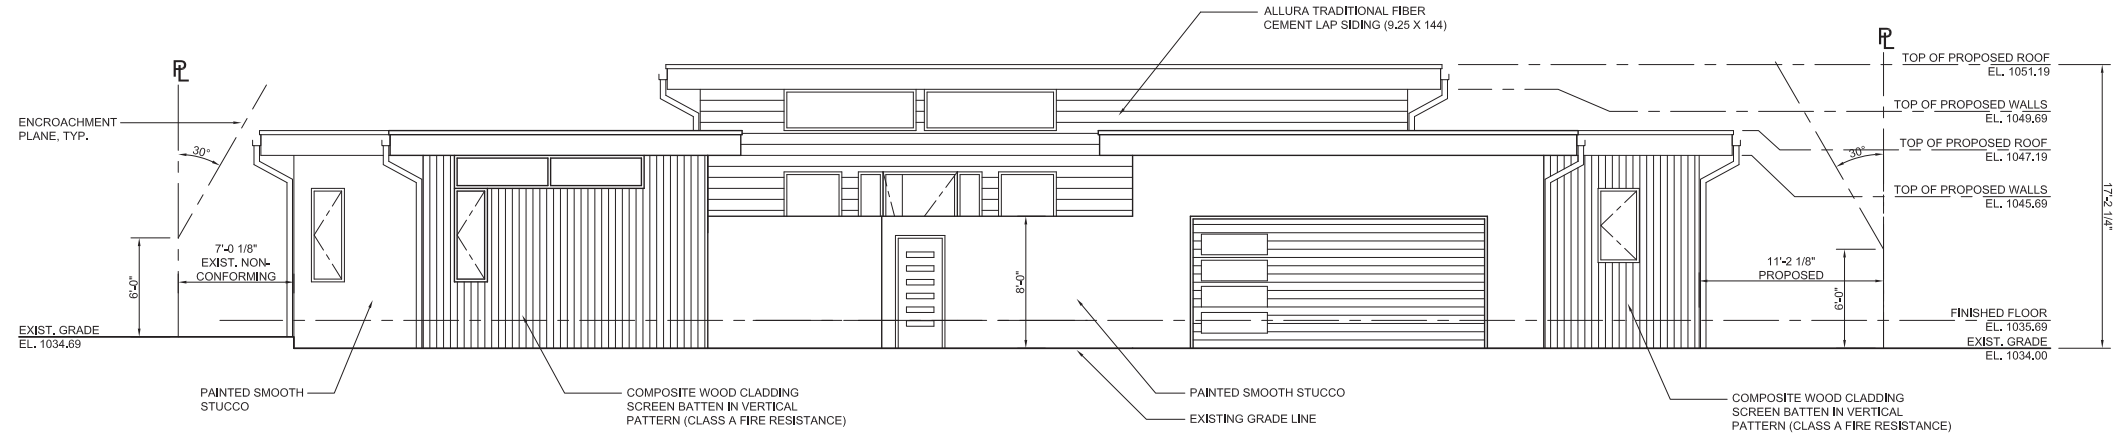 ALLURA TRADITIONAL FIBER
CEMENT LAP SIDING (9.25 X 144)
PL
PL
TOP OF PROPOSED ROOF
EL. 1051.19
ENCROACHMENT
PLANE, TYP.
TOP OF PROPOSED WALLS
EL. 1049.69
30°
30°
TOP OF PROPOSED ROOF
EL. 1047.19
TOP OF PROPOSED WALLS
EL. 1045.69
17'-2 1/4"
7'-0 1/8"
EXIST. NON-
CONFORMING
6'-0"
8'-0"
11'-2 1/8"
PROPOSED
6'-0"
EXIST. GRADE
EL. 1034.69
FINISHED FLOOR
EL. 1035.69
EXIST. GRADE
EL. 1034.00
PAINTED SMOOTH
STUCCO
COMPOSITE WOOD CLADDING
SCREEN BATTEN IN VERTICAL
PATTERN (CLASS A FIRE RESISTANCE)
PAINTED SMOOTH STUCCO
EXISTING GRADE LINE
COMPOSITE WOOD CLADDING
SCREEN BATTEN IN VERTICAL
PATTERN (CLASS A FIRE RESISTANCE)